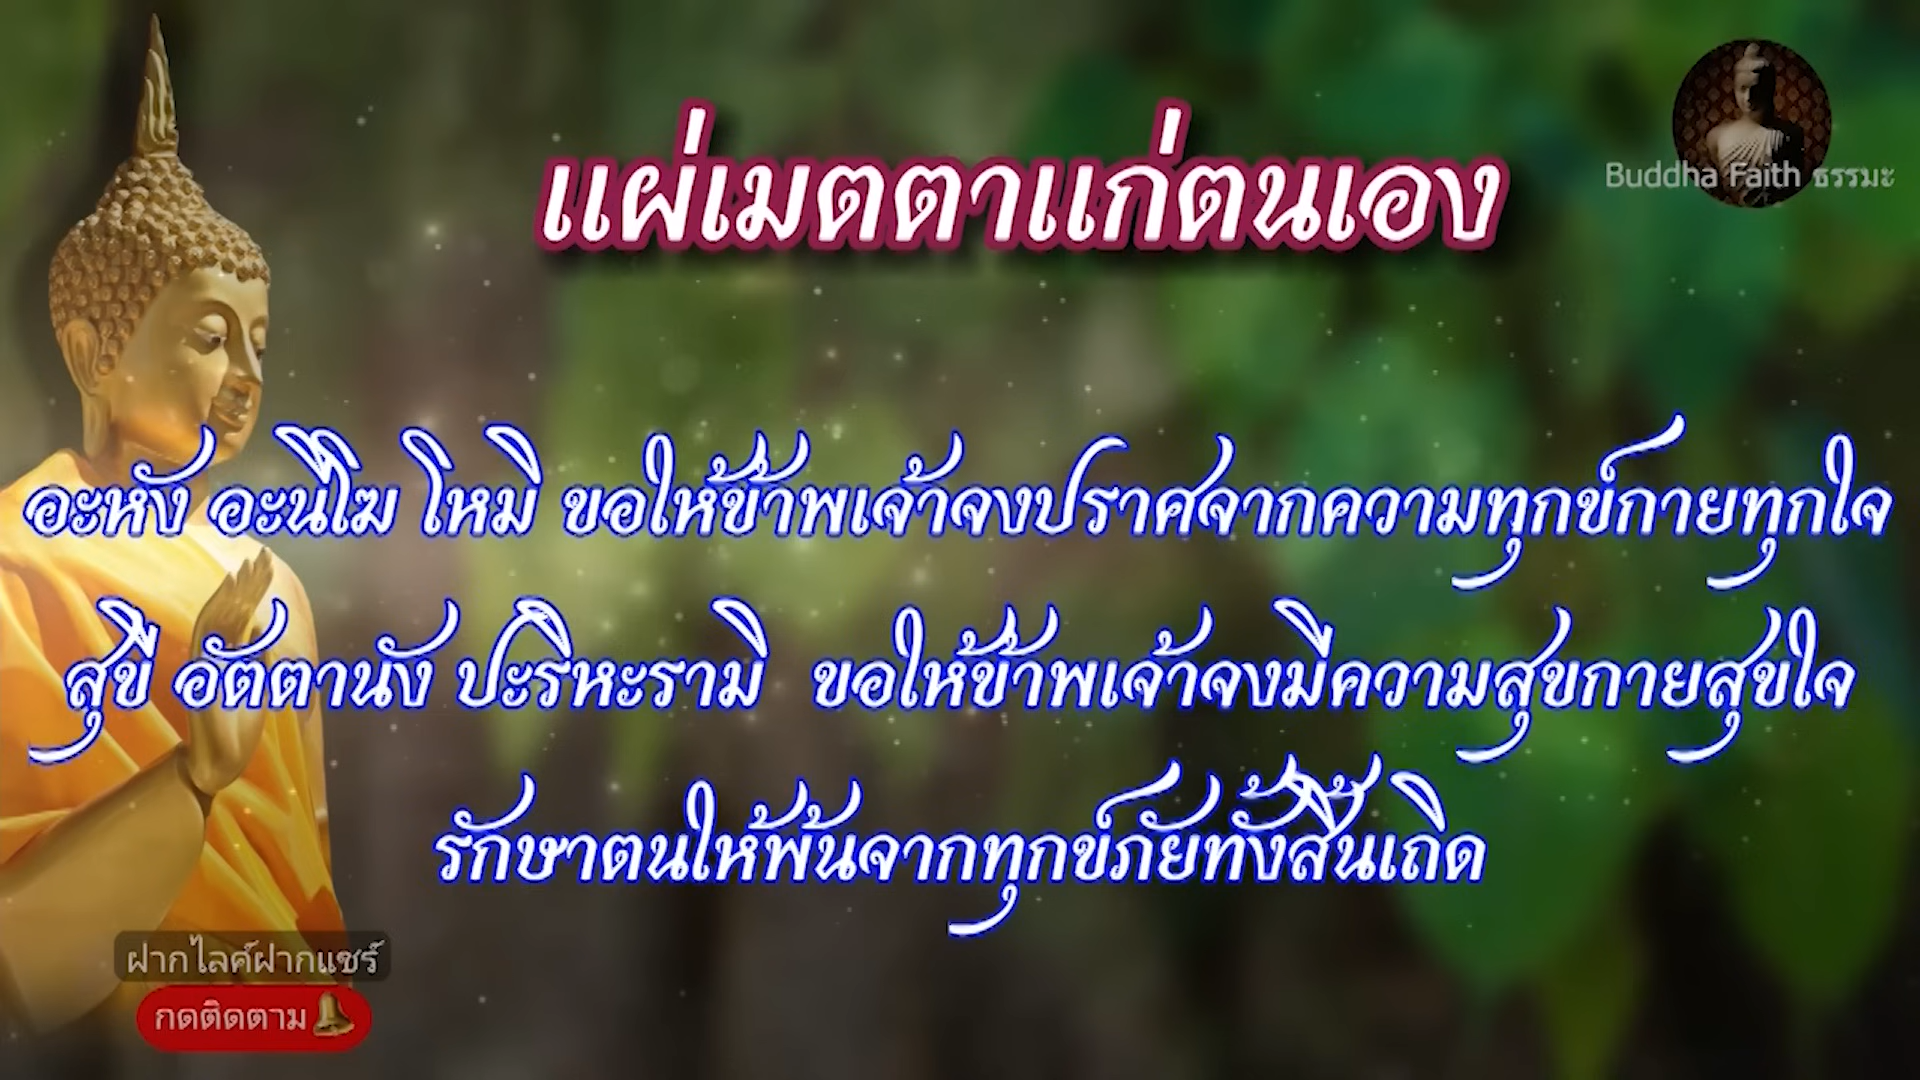 แผ่เมตตาแก่ตนเอง
Buddha Faith ธรรมะ
อะหัง อะนีโฆ โหมิ ขอให้ข้าพเจ้าจงปราศจากความทุกข์กายทุกใจ
สุขี อัตตานัง ปะริหะรามิ ขอให้ข้าพเจ้าจงมีความสุขกายสุขใจ
รักษาตนให้พ้นจากทุกข์ภัยทั้งสิ้นเถิด
ฝากไลค์ฝากแชร์
กดติดตาม